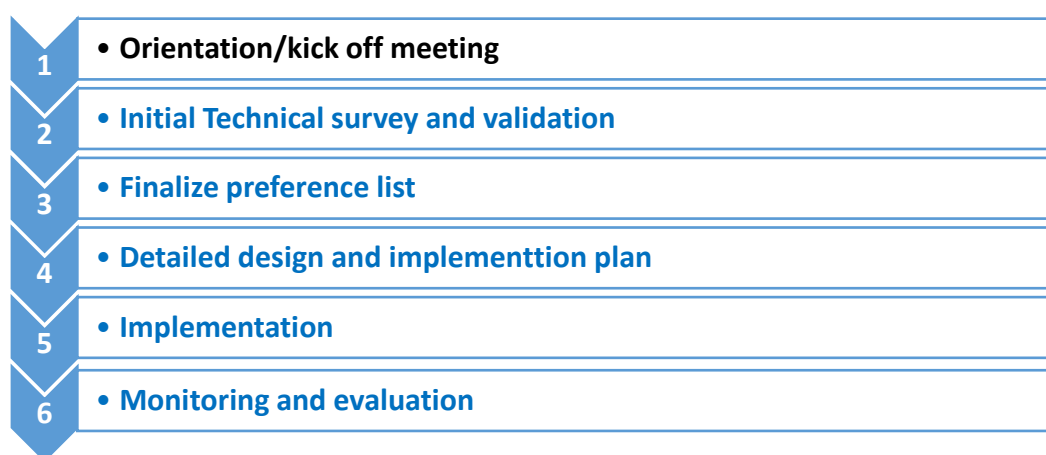 1 • Orientation/kick off meeting
2 • Initial Technical survey and validation
3 • Finalize preference list
4 • Detailed design and implementtion plan
5 • Implementation
6 • Monitoring and evaluation